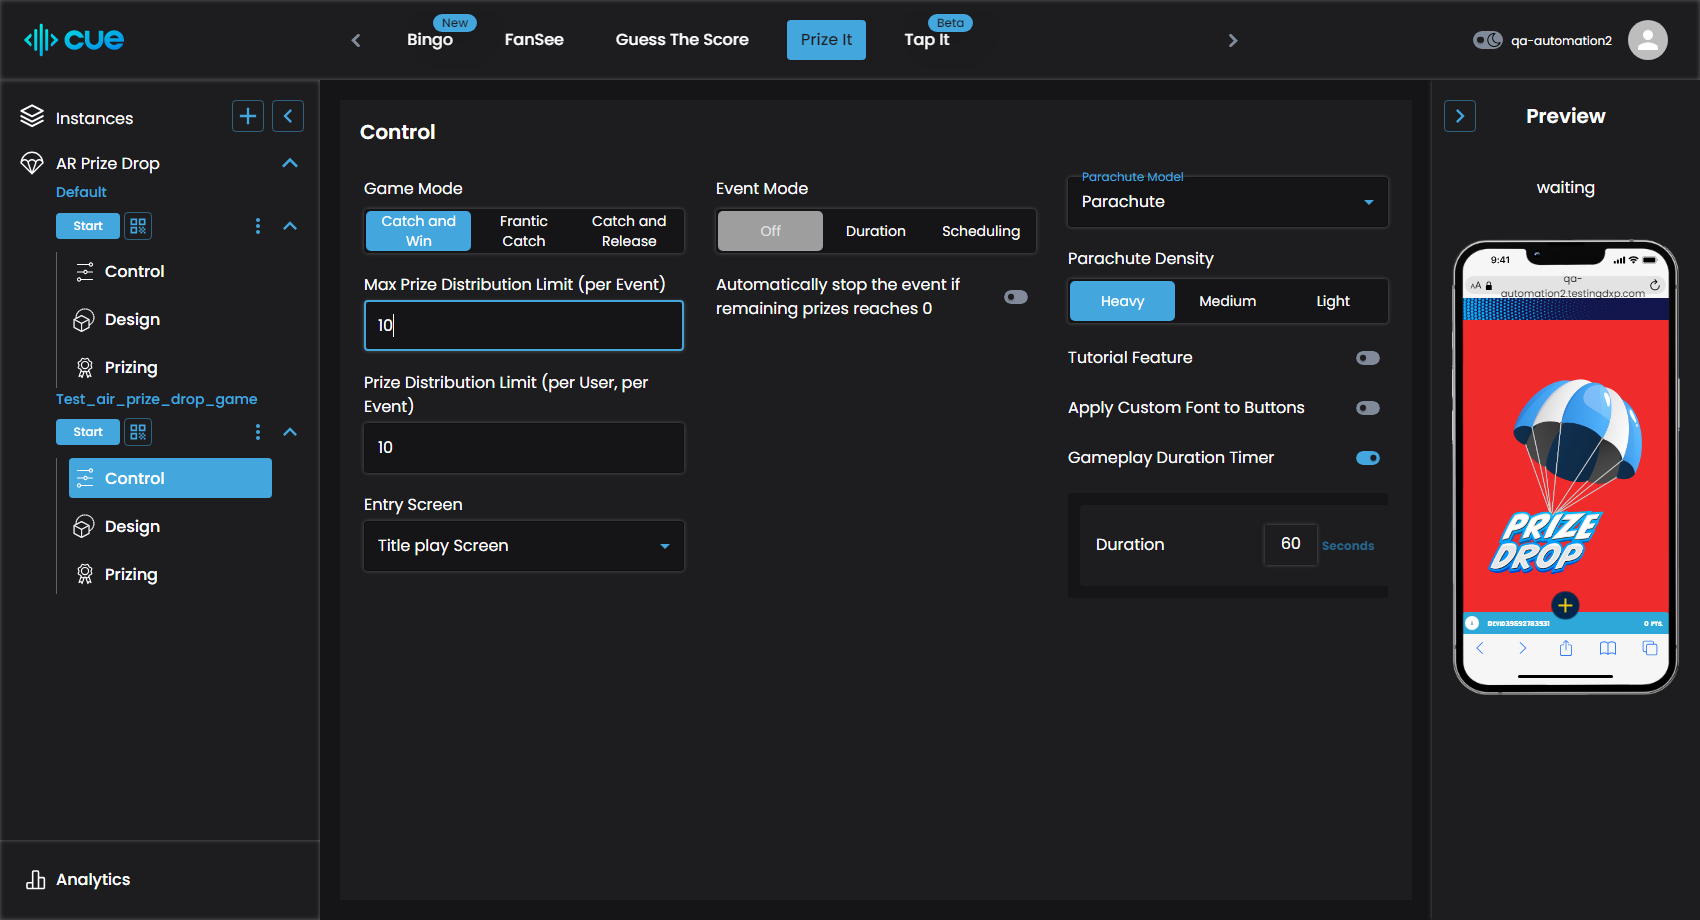 cue
New
Bingo
FanSee
Guess The Score
Prize It
Beta
Tap It
qa-automation2
Instances
AR Prize Drop
Default
Start
Control
Design
Prizing
Test_air_prize_drop_game
Start
Control
Design
Prizing
Analytics
Control
Game Mode
Catch and
Win
Frantic
Catch
Catch and
Release
Max Prize Distribution Limit (per Event)
10
Prize Distribution Limit (per User, per
Event)
10
Entry Screen
Title play Screen
Event Mode
Off
Duration
Scheduling
Automatically stop the event if
remaining prizes reaches 0
Parachute Model
Parachute
Parachute Density
Heavy
Medium
Light
Tutorial Feature
Apply Custom Font to Buttons
Gameplay Duration Timer
Duration
60
Seconds
Preview
waiting
9:41
AA
qa-
automation2.testingdxp.com
PRIZE
DROP
0 PTS.